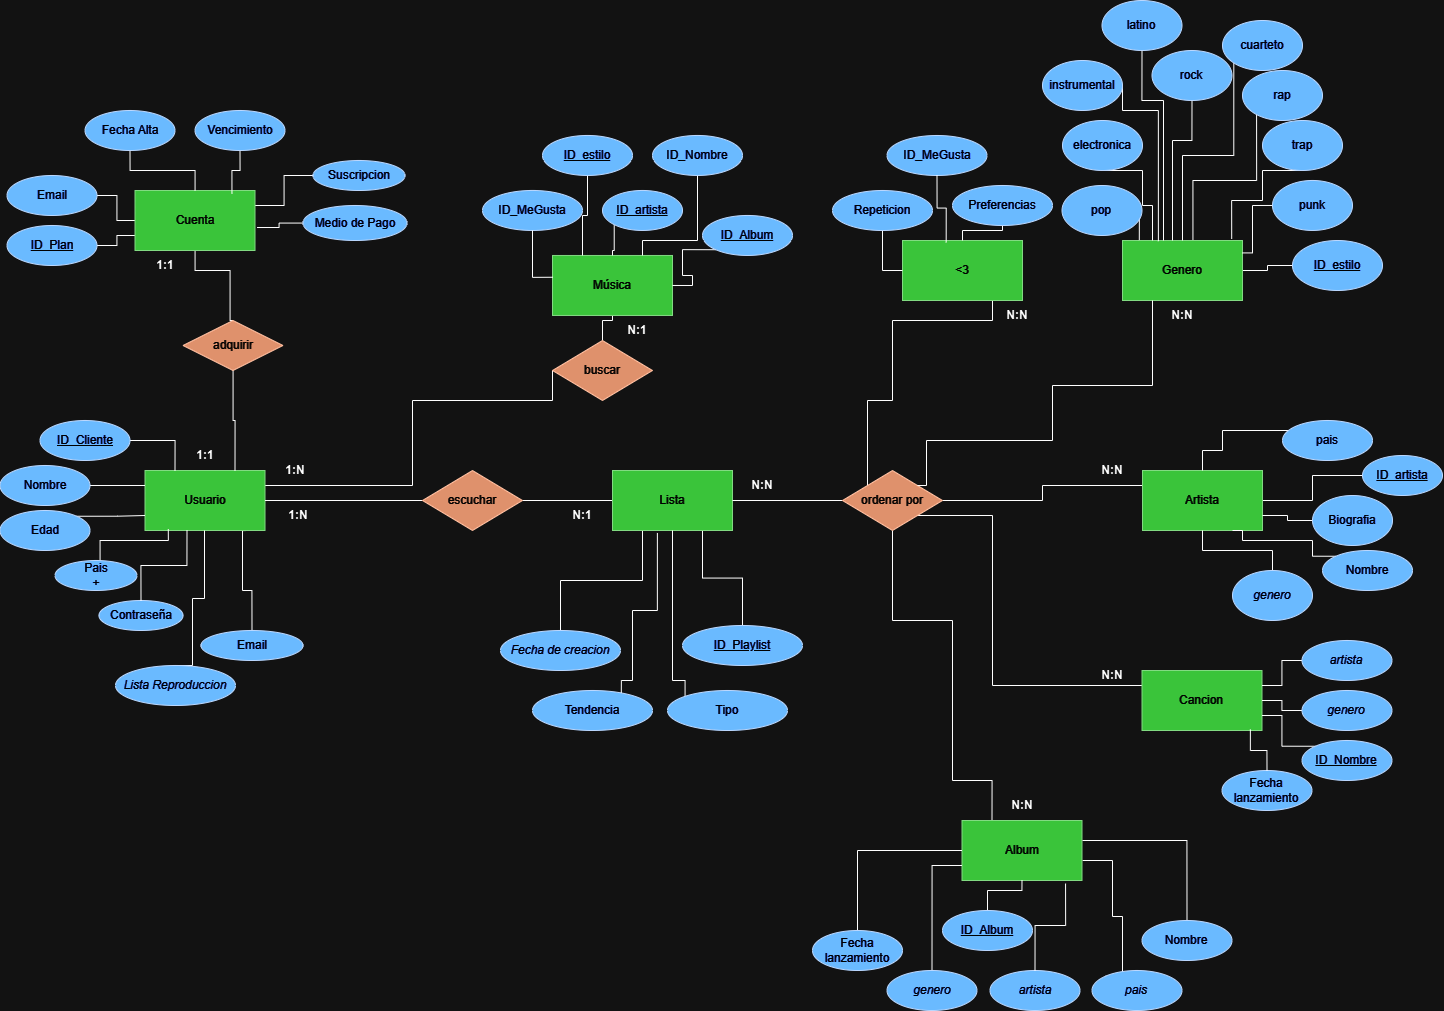 latino
cuarteto
rock
instrumental
rap
Fecha Alta
Vencimiento
electronica
trap
ID_estilo
ID_Nombre
ID_MeGusta
Suscripcion
Email
Repeticion
Preferencias
pop
punk
ID_MeGusta
ID_artista
Cuenta
Medio de Pago
ID_Plan
ID_Album
1:1
Música
<3
Genero
ID_estilo
N:1
N:N
N:N
adquirir
buscar
ID_Cliente
pais
1:1
1:N
N:N
ID_artista
Nombre
N:N
Usuario
escuchar
Lista
ordenar por
Artista
1:N
N:1
Edad
Biografia
Pais
+
Nombre
genero
Contraseña
Email
Fecha de creacion
ID_Playlist
artista
Lista Reproduccion
N:N
Cancion
Tendencia
Tipo
genero
ID_Nombre
Fecha
lanzamiento
N:N
Album
ID_Album
Nombre
Fecha
lanzamiento
genero
artista
pais